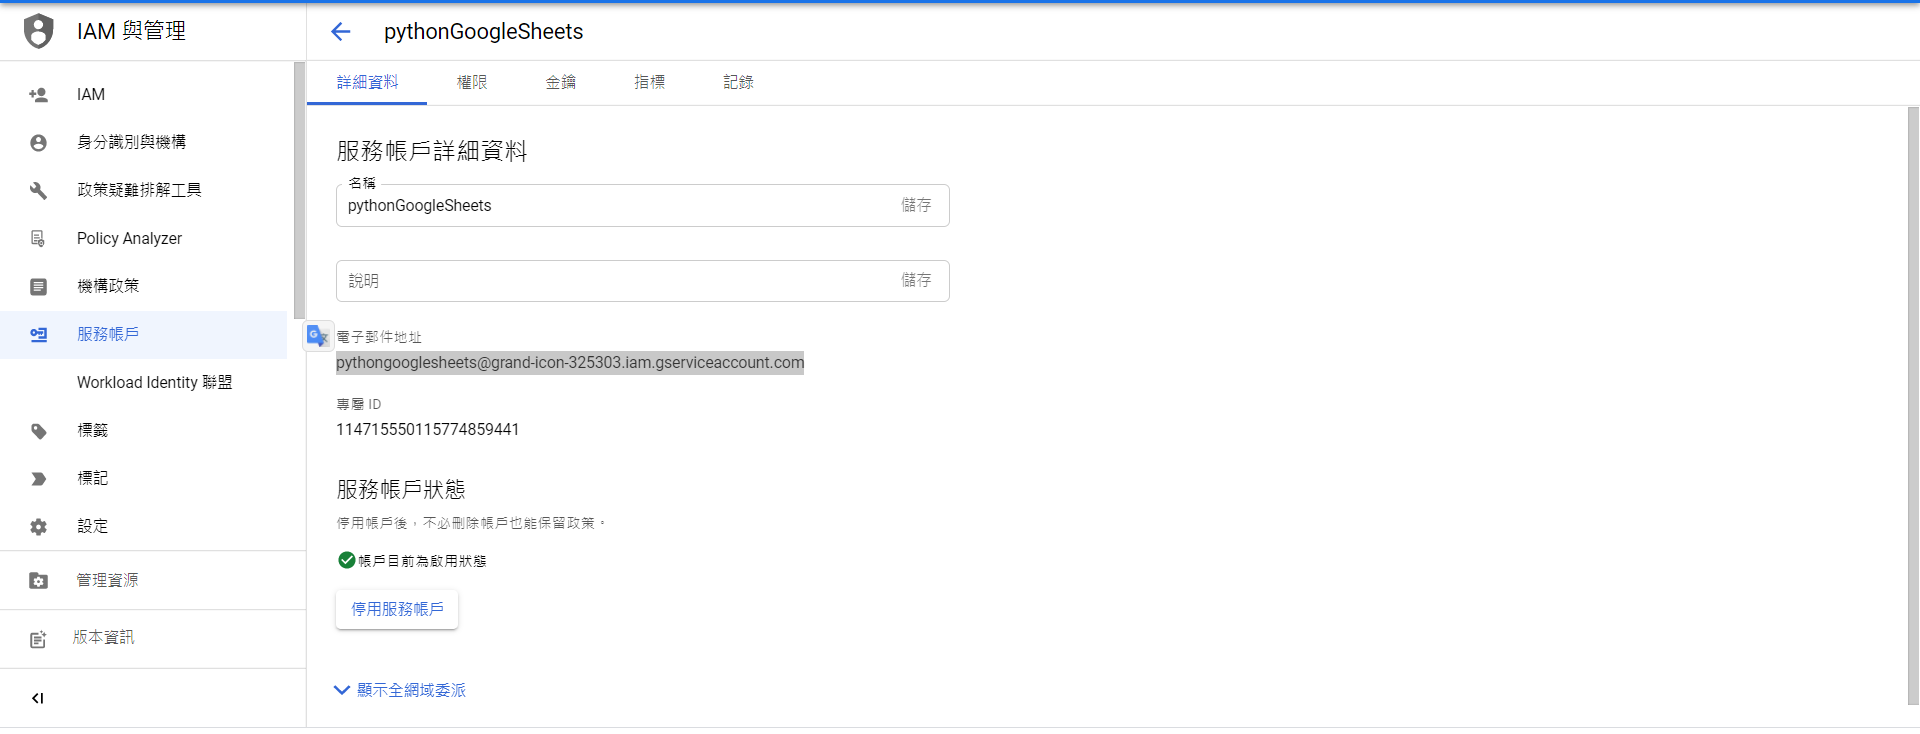 IAM 與管理
IAM
身分識別與機構
政策疑難排解工具
Policy Analyzer
機構政策
服務帳戶
Workload Identity 聯盟
標籤
標記
設定
管理資源
版本資訊
pythonGoogleSheets
詳細資料
權限
金鑰
指標
記錄
服務帳戶詳細資料
名稱
pythonGoogleSheets 儲存
說明 儲存
電子郵件地址
pythongooglesheets@grand-icon-325303.iam.gserviceaccount.com
專屬 ID
114715550115774859441
服務帳戶狀態
停用帳戶後，不必刪除帳戶也能保留政策。
帳戶目前為啟用狀態
停用服務帳戶
顯示全網域委派